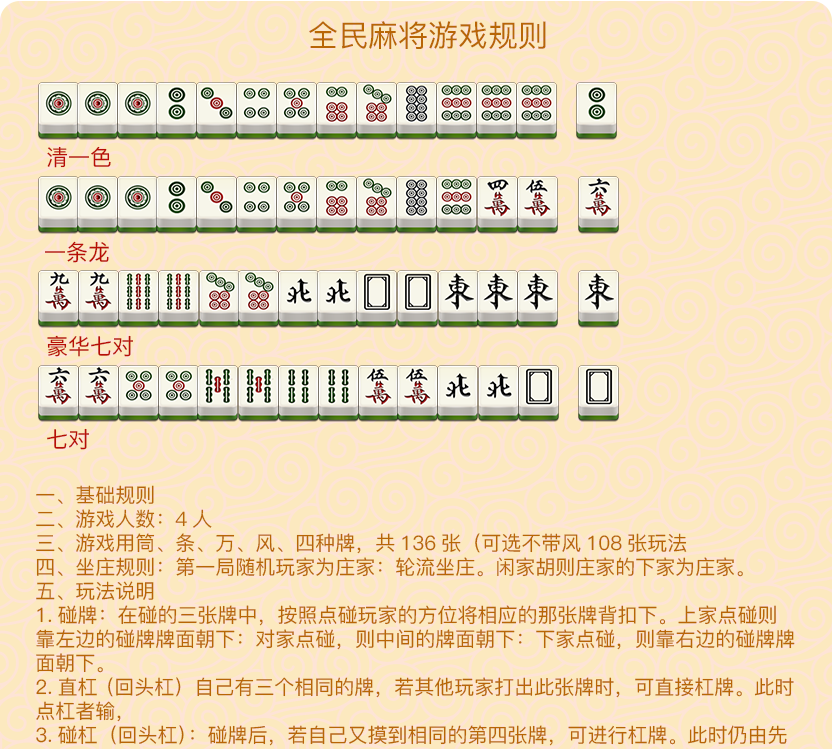 全民麻将游戏规则
清一色
四萬 伍萬 六萬
一条龙
九萬 九萬 北 北 東 東 東 東
豪华七对
六萬 六萬 伍萬 伍萬 北 北
七对
一、基础规则
二、游戏人数：4 人
三、游戏用筒、条、万、风、四种牌，共 136 张（可选不带风 108 张玩法
四、坐庄规则：第一局随机玩家为庄家：轮流坐庄。闲家胡则庄家的下家为庄家。
五、玩法说明
1. 碰牌：在碰的三张牌中，按照点碰玩家的方位将相应的那张牌背扣下。上家点碰则
靠左边的碰牌牌面朝下：对家点碰，则中间的牌面朝下：下家点碰，则靠右边的碰牌牌
面朝下。
2. 直杠（回头杠）自己有三个相同的牌，若其他玩家打出此张牌时，可直接杠牌。此时
点杠者输，
3. 碰杠（回头杠）：碰牌后，若自己又摸到相同的第四张牌，可进行杠牌。此时仍由先